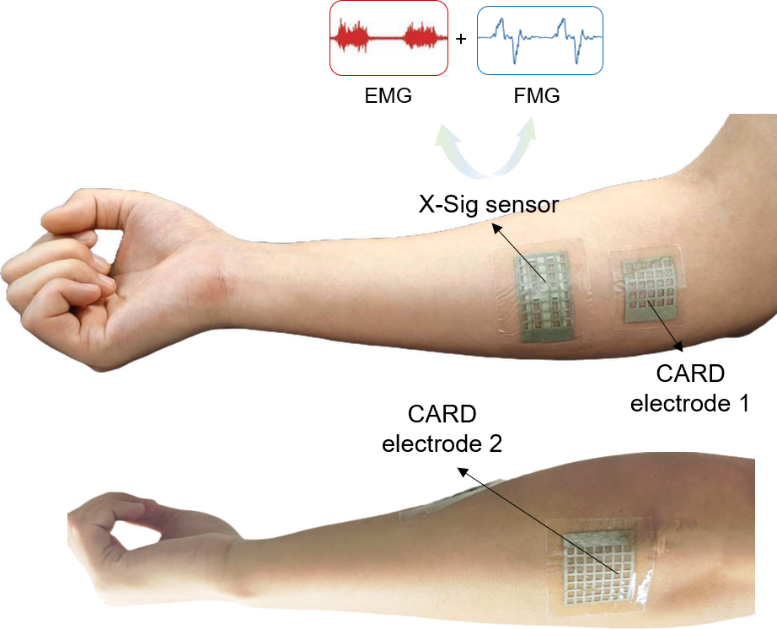 +
EMG
FMG
X-Sig sensor
CARD
electrode 1
CARD
electrode 2